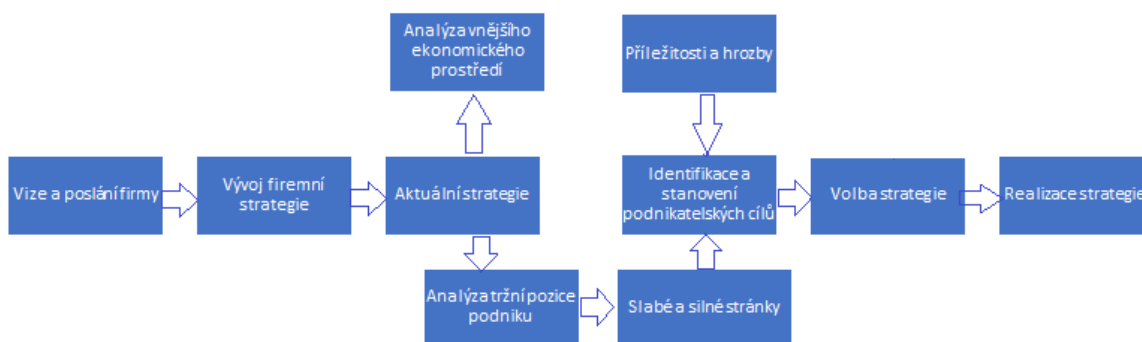 Analýza vnějšího
ekonomického
prostředí
Příležitosti a hrozby
Vize a poslání firmy
Vývoj firemní
strategie
Aktuální strategie
Identifikace a
stanovení
podnikatelských cílů
Volba strategie
Realizace strategie
Analýza tržní pozice
podniku
Slabé a silné stránky